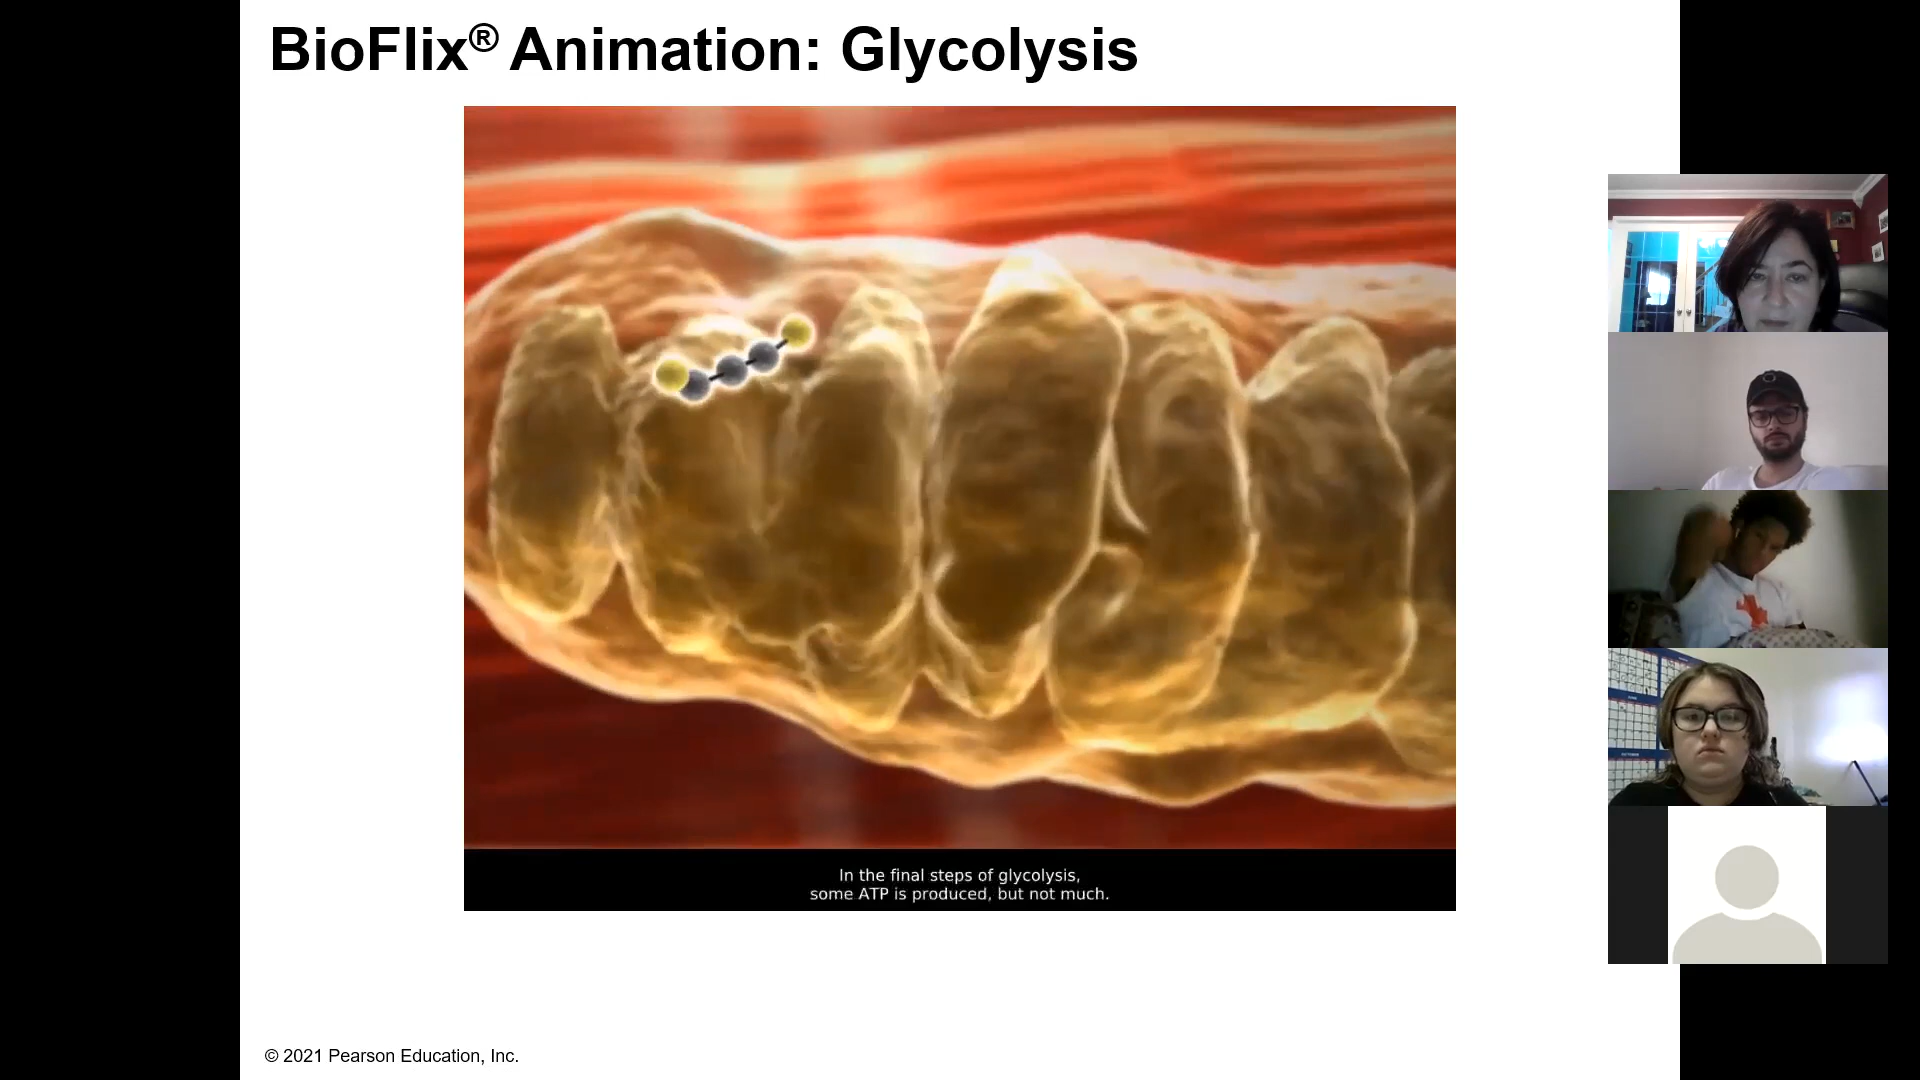 BioFlix® Animation: Glycolysis
In the final steps of glycolysis,
some ATP is produced, but not much.
© 2021 Pearson Education, Inc.